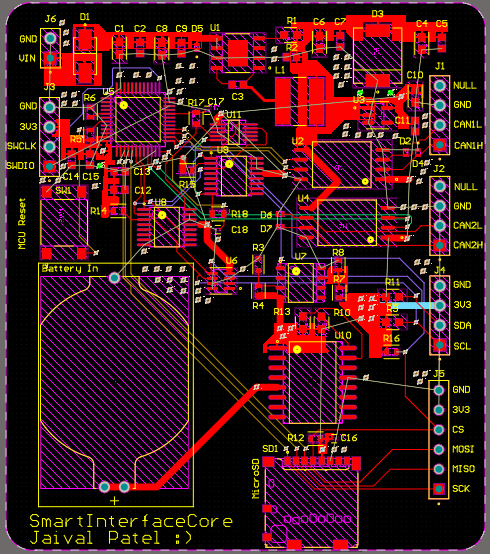 J6
D1
C1
C2
C8
C9
D5
U1
R1
R2
C6
C7
D3
C4
C5
GND
VIN
L1
J3
U5
R6
R17
C17
C3
U3
C10
J1
NULL
GND
CAN1L
CAN1H
GND
3V3
SWCLK
SWDIO
U11
C11
U2
D2
D4
R15
C14
C15
C13
C12
SW1
R14
U8
R18
C18
D6
D7
U4
J2
NULL
GND
CAN2L
CAN2H
MCU Reset
Battery In
U6
R3
R4
U7
R8
R7
J4
GND
3V3
SDA
SCL
R11
R9
R13
R10
U10
R16
J5
GND
3V3
CS
MOSI
MISO
SCK
R12
C16
SD1
MicroSD
+
SmartInterfaceCore
Jaival Patel :)